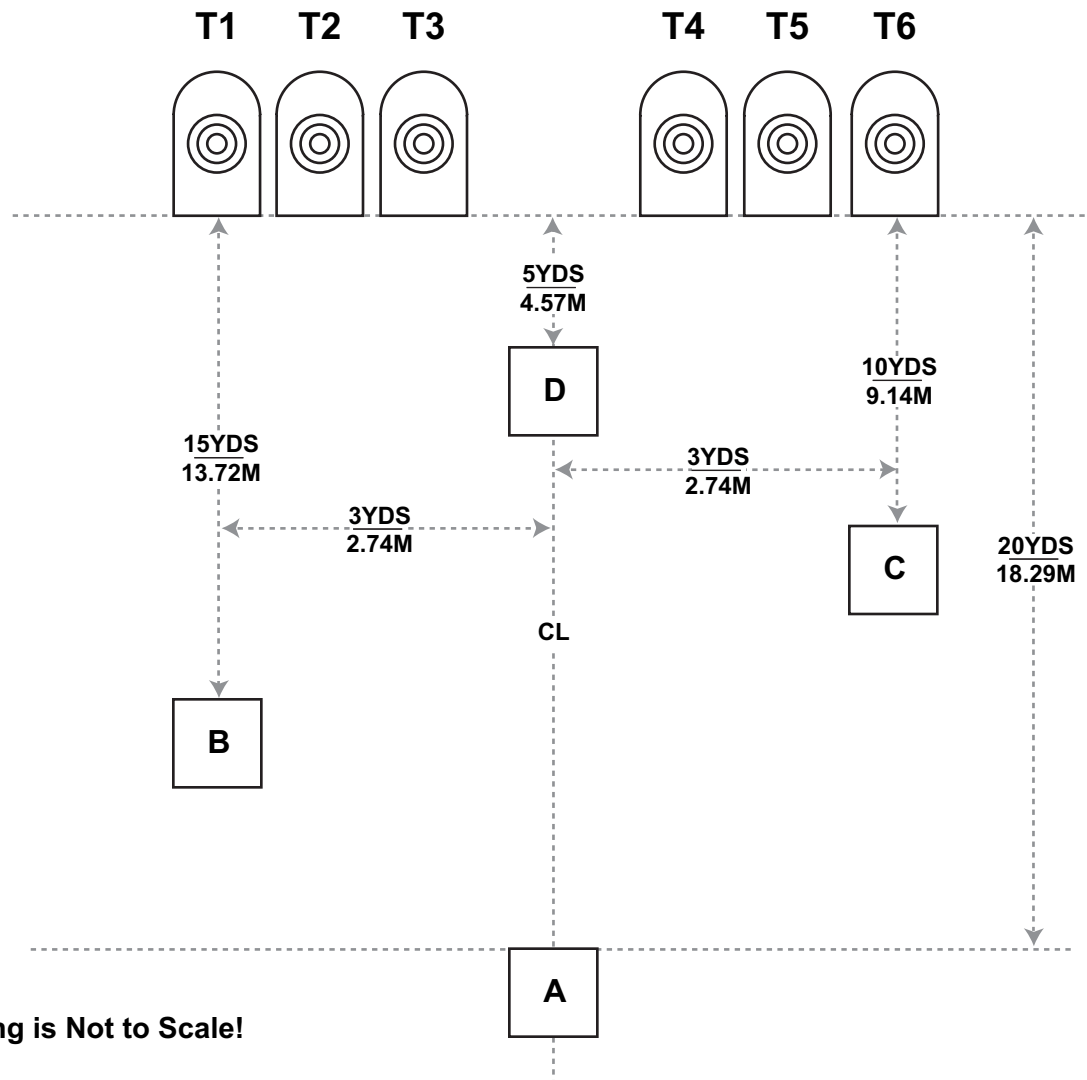 T1 T2 T3 T4 T5 T6
5YDS
4.57M
D
10YDS
9.14M
15YDS
13.72M
3YDS
2.74M
3YDS
2.74M
20YDS
18.29M
C
CL
B
A
is Not to Scale!